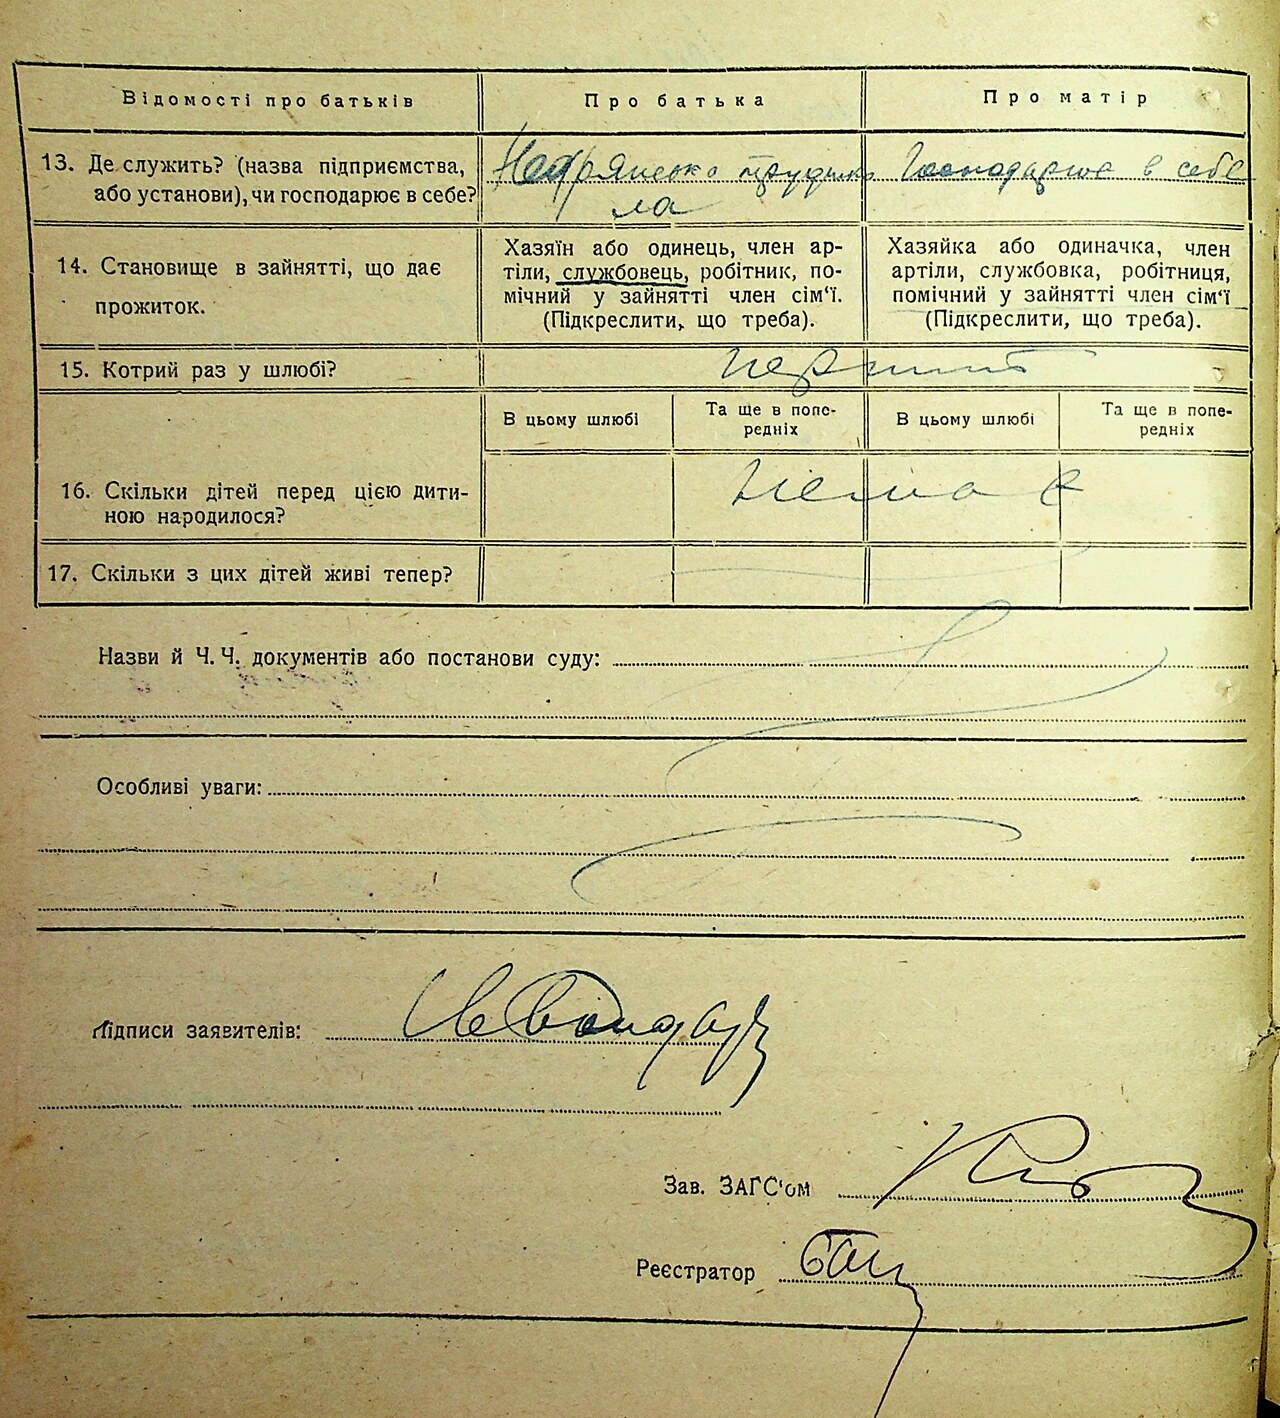 Відомості про батьків
Про батька
Про матір
13. Де служить? (назва підприємства,
або установи), чи господарює в себе?
ла
Господарює в себе
14. Становище в зайнятті, що дає
прожиток.
Хазяїн або одинець, член ар-
тіли, службовець, робітник, по-
мічний у зайнятті член сім'ї.
(Підкреслити, що треба).
Хазяйка або одиначка, член
артіли, службовка, робітниця,
помічний у зайнятті член сім'ї
(Підкреслити, що треба).
15. Котрий раз у шлюбі?
перший
В цьому шлюбі
Та ще в попе-
редніх
В цьому шлюбі
Та ще в попе-
редніх
16. Скільки дітей перед цією дити-
ною народилося?
нема є
17. Скільки з цих дітей живі тепер?
Назви й Ч. Ч. документів або постанови суду:
Особливі уваги:
Підписи заявителів:
Зав. ЗАГС'ом
Реєстратор